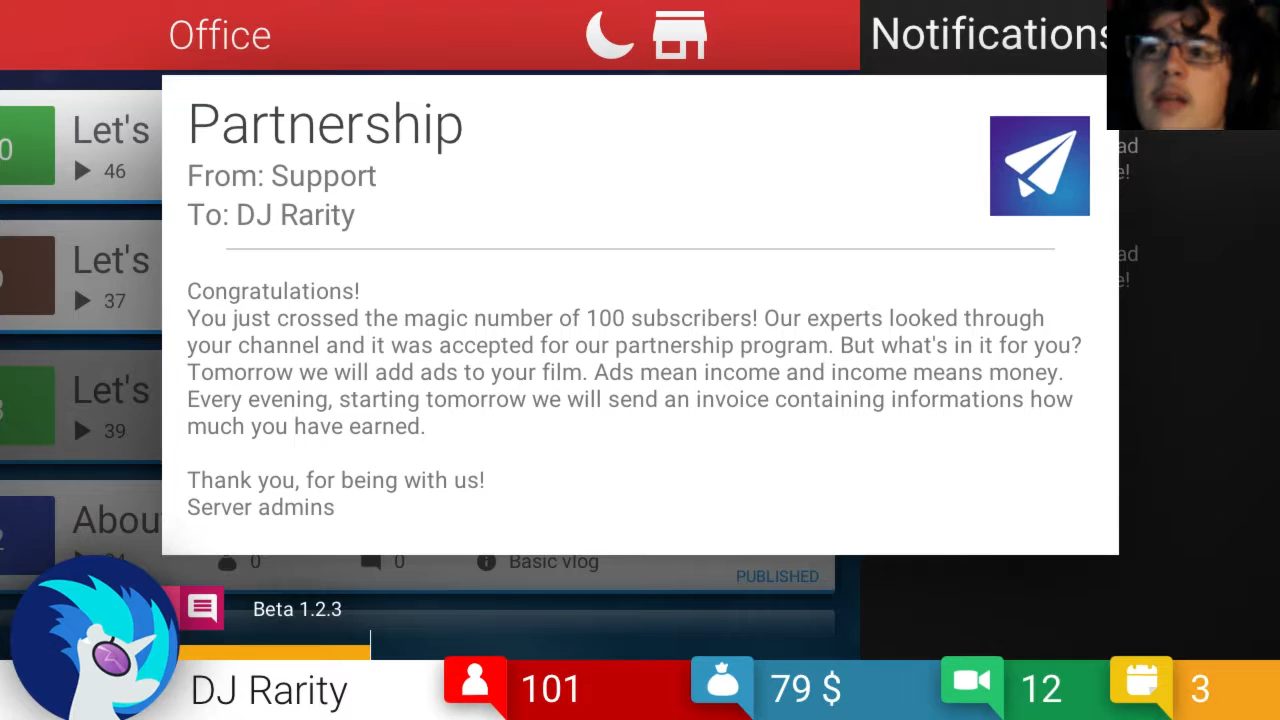 Office
Notifications
Partnership
From: Support
To: DJ Rarity
Congratulations!
You just crossed the magic number of 100 subscribers! Our experts looked through
your channel and it was accepted for our partnership program. But what's in it for you?
Tomorrow we will add ads to your film. Ads mean income and income means money.
Every evening, starting tomorrow we will send an invoice containing informations how
much you have earned.
Thank you, for being with us!
Server admins
0
Let's
46
Let's
37
Let's
39
Abou
0
0
Basic vlog
PUBLISHED
ad
e!
ad
e!
Beta 1.2.3
DJ Rarity
101
79 $
12
3